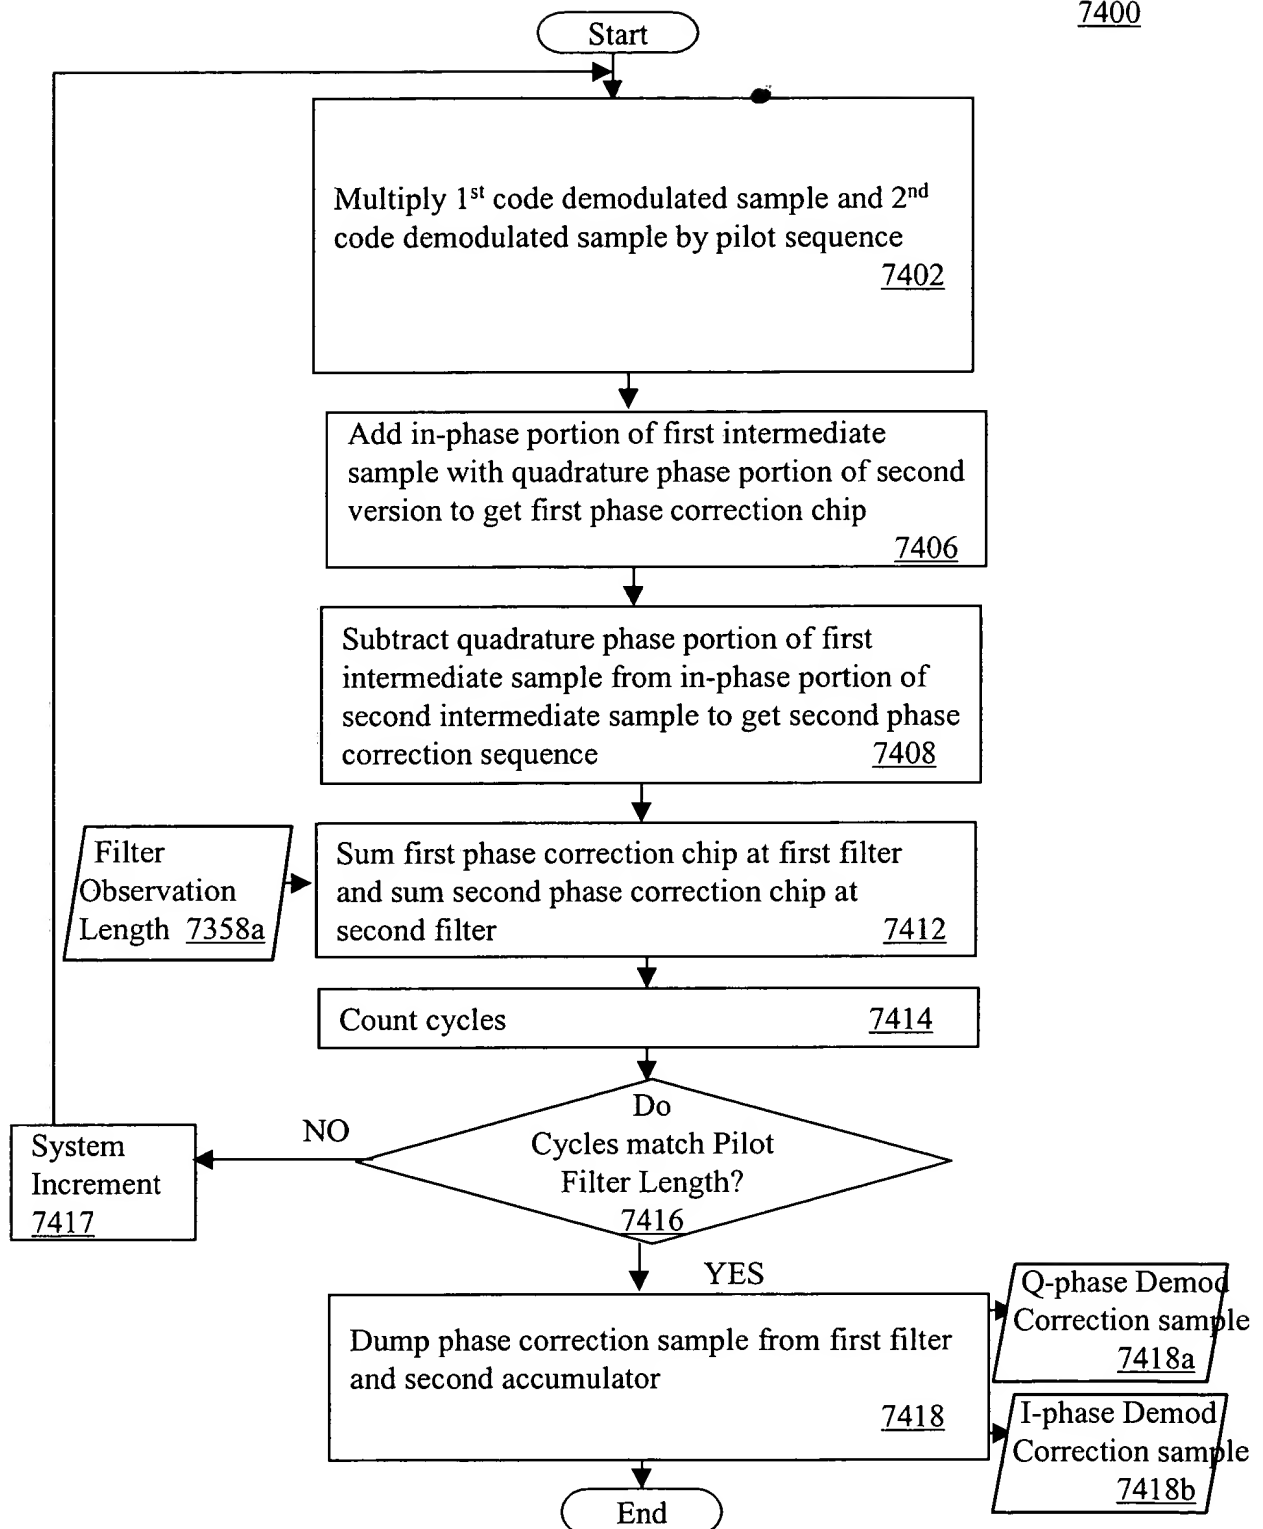 7400
Start
Multiply 1st code demodulated sample and 2nd
code demodulated sample by pilot sequence
7402
Add in-phase portion of first intermediate
sample with quadrature phase portion of second
version to get first phase correction chip
7406
Subtract quadrature phase portion of first
intermediate sample from in-phase portion of
second intermediate sample to get second phase
correction sequence 7408
Filter
Observation
Length 7358a
Sum first phase correction chip at first filter
and sum second phase correction chip at
second filter 7412
Count cycles 7414
Do
Cycles match Pilot
Filter Length?
7416
NO
System
Increment
7417
YES
Dump phase correction sample from first filter
and second accumulator
7418
Q-phase Demod
Correction sample
7418a
I-phase Demod
Correction sample
7418b
End